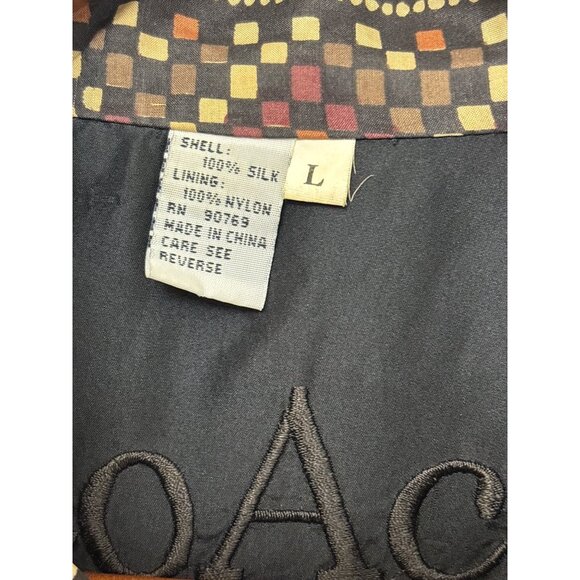 SHELL:
100% SILK
LINING:
100% NYLON
RN 90769
MADE IN CHINA
CARE SEE
REVERSE
L
oAc